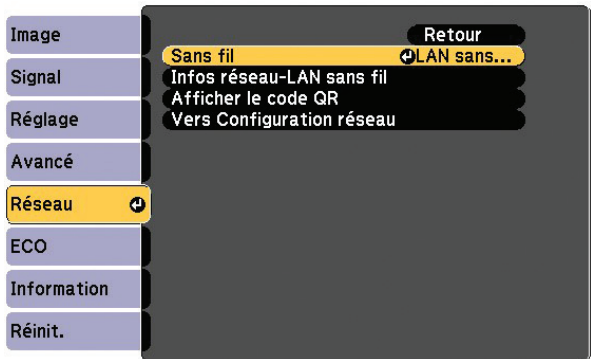 Image
Signal
Réglage
Avancé
Réseau
ECO
Information
Réinit.
Retour
Sans fil LAN sans...
Infos réseau-LAN sans fil
Afficher le code QR
Vers Configuration réseau